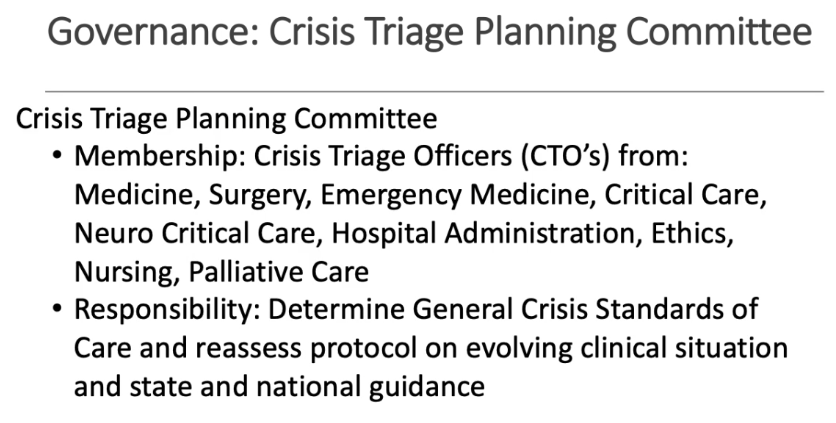 Governance: Crisis Triage Planning Committee
Crisis Triage Planning Committee
• Membership: Crisis Triage Officers (CTO's) from:
Medicine, Surgery, Emergency Medicine, Critical Care,
Neuro Critical Care, Hospital Administration, Ethics,
Nursing, Palliative Care
• Responsibility: Determine General Crisis Standards of
Care and reassess protocol on evolving clinical situation
and state and national guidance